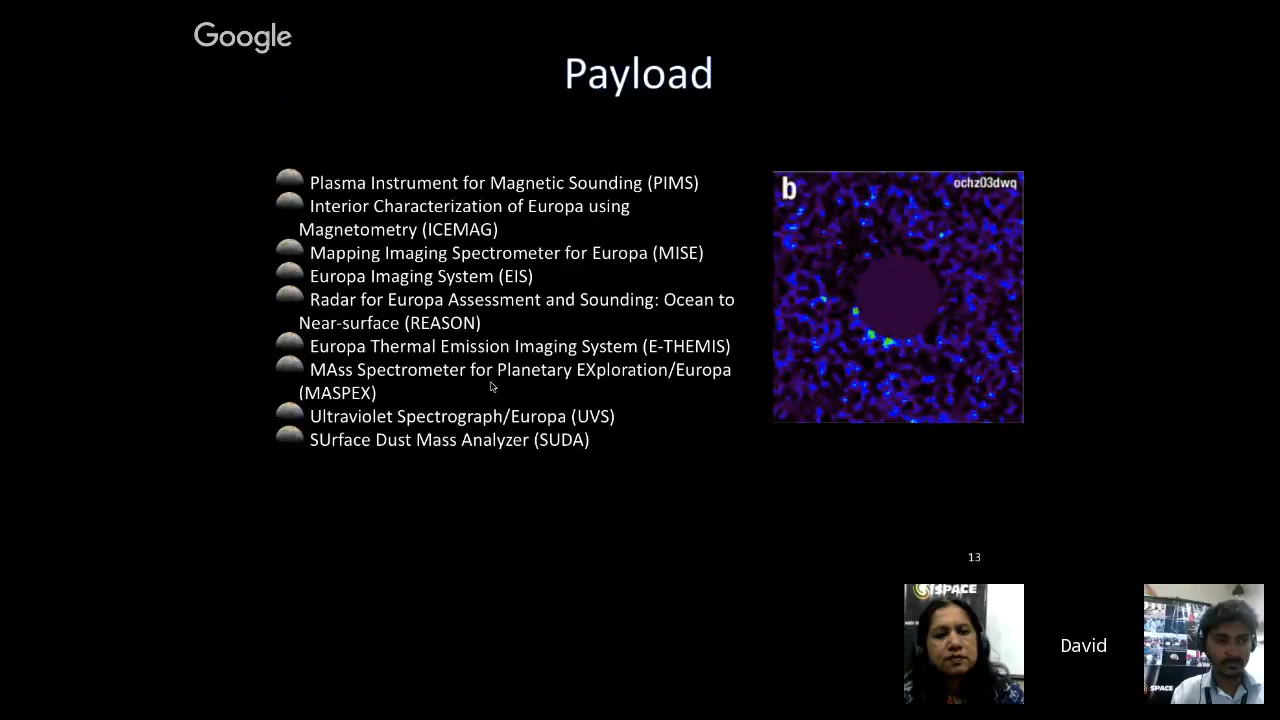 Google
Payload
Plasma Instrument for Magnetic Sounding (PIMS)
Interior Characterization of Europa using
Magnetometry (ICEMAG)
Mapping Imaging Spectrometer for Europa (MISE)
Europa Imaging System (EIS)
Radar for Europa Assessment and Sounding: Ocean to
Near-surface (REASON)
Europa Thermal Emission Imaging System (E-THEMIS)
MAss Spectrometer for Planetary EXploration/Europa
(MASPEX)
Ultraviolet Spectrograph/Europa (UVS)
SUrface Dust Mass Analyzer (SUDA)
b
ochz03dwq
13
SPACE
David
SPACE